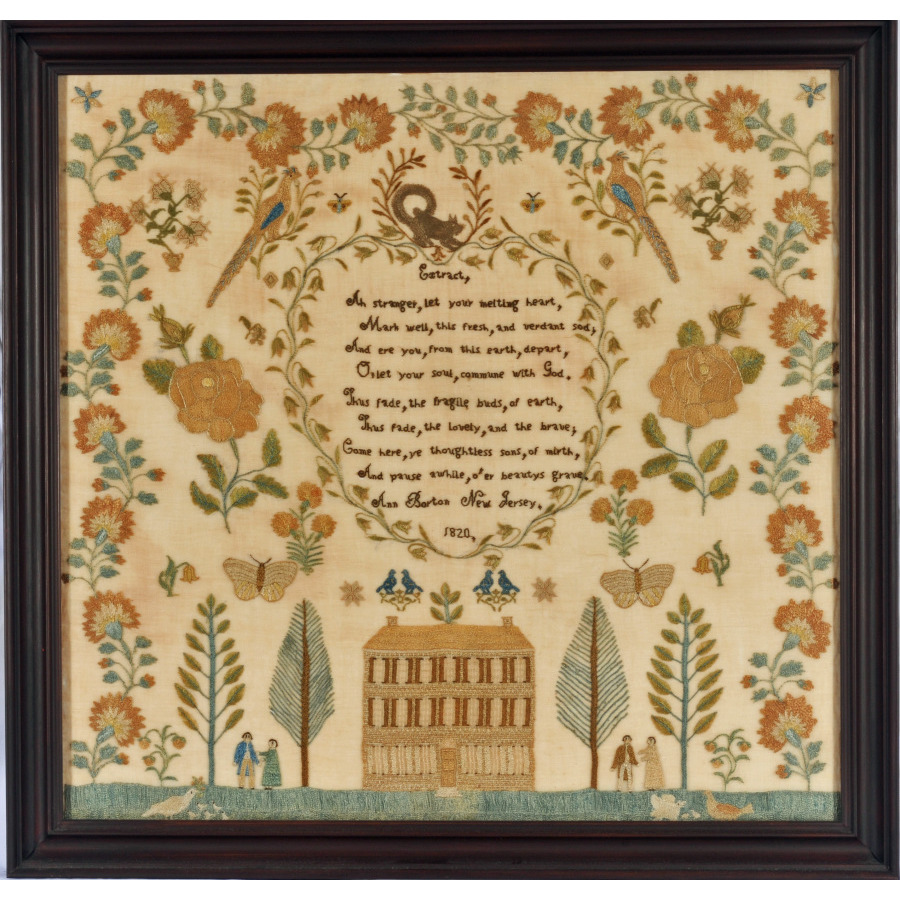 Extract,
Ah stranger, let your melting heart,
Mark well, this fresh, and verdant sod,
And ere you, from this earth, depart,
O, let your soul, commune with God.
Thus fade, the fragile buds, of earth,
Thus fade, the lovely, and the brave;
Come here, ye thoughtless sons, of mirth,
And pause awhile, o'er beautys grave.
Ann Borton New Jersey.
1820,